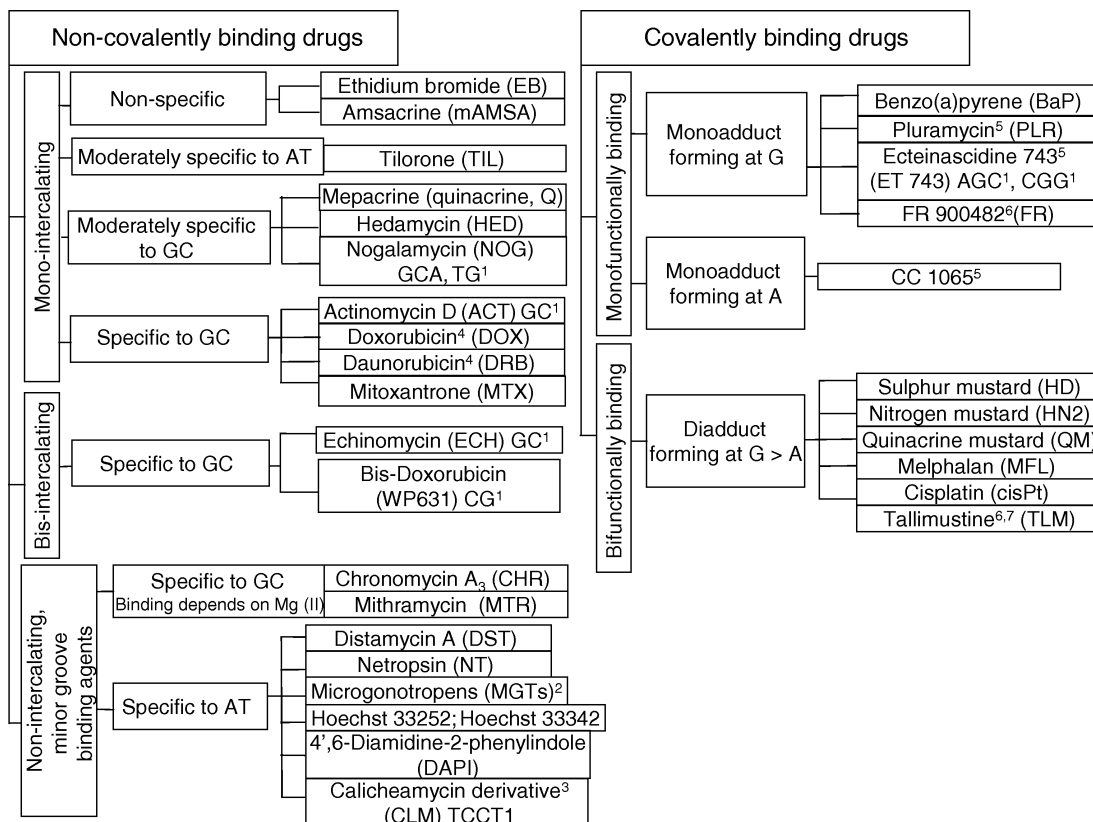 Non-covalently binding drugs
Mono-intercalating
Non-specific
Ethidium bromide (EB)
Amsacrine (mAMSA)
Moderately specific to AT
Tilorone (TIL)
Moderately specific
to GC
Mepacrine (quinacrine, Q)
Hedamycin (HED)
Nogalamycin (NOG)
GCA, TG¹
Specific to GC
Actinomycin D (ACT) GC¹
Doxorubicin⁴ (DOX)
Daunorubicin⁴ (DRB)
Mitoxantrone (MTX)
Bis-intercalating
Specific to GC
Echinomycin (ECH) GC¹
Bis-Doxorubicin
(WP631) CG¹
Non-intercalating,
minor groove
binding agents
Specific to GC
Binding depends on Mg (II)
Chronomycin A₃ (CHR)
Mithramycin (MTR)
Specific to AT
Distamycin A (DST)
Netropsin (NT)
Microgonotropens (MGTs)²
Hoechst 33252; Hoechst 33342
4’,6-Diamidine-2-phenylindole
(DAPI)
Calicheamycin derivative³
(CLM) TCCT1
Covalently binding drugs
Monofunctionally binding
Monoadduct
forming at G
Benzo(a)pyrene (BaP)
Pluramycin⁵ (PLR)
Ecteinascidine 743⁵
(ET 743) AGC¹, CGG¹
FR 900482⁶(FR)
Monoadduct
forming at A
CC 1065⁵
Bifunctionally binding
Diadduct
forming at G > A
Sulphur mustard (HD)
Nitrogen mustard (HN2)
Quinacrine mustard (QM)
Melphalan (MFL)
Cisplatin (cisPt)
Tallimustine⁶,⁷ (TLM)